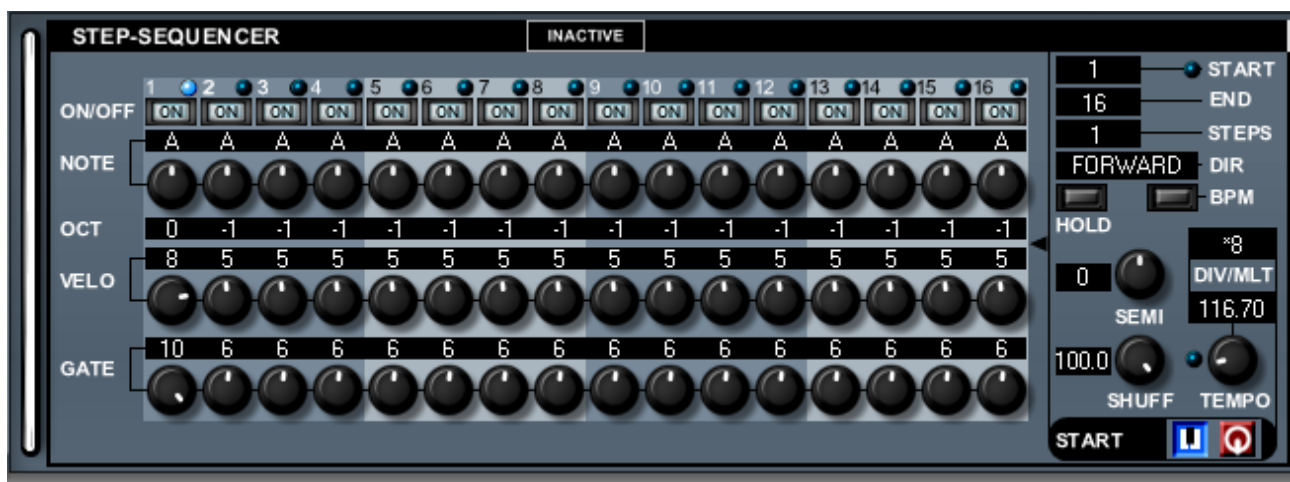 STEP-SEQUENCER INACTIVE
1 2 3 4 5 6 7 8 9 10 11 12 13 14 15 16
ON/OFF ON ON ON ON ON ON ON ON ON ON ON ON ON ON ON ON
NOTE A A A A A A A A A A A A A A A A
OCT 0 -1 -1 -1 -1 -1 -1 -1 -1 -1 -1 -1 -1 -1 -1 -1
VELO 8 5 5 5 5 5 5 5 5 5 5 5 5 5 5 5
GATE 10 6 6 6 6 6 6 6 6 6 6 6 6 6 6 6
1 START
16 END
1 STEPS
FORWARD DIR
BPM
HOLD
*8
0 DIV/MLT
SEMI 116.70
100.0
SHUFF TEMPO
START